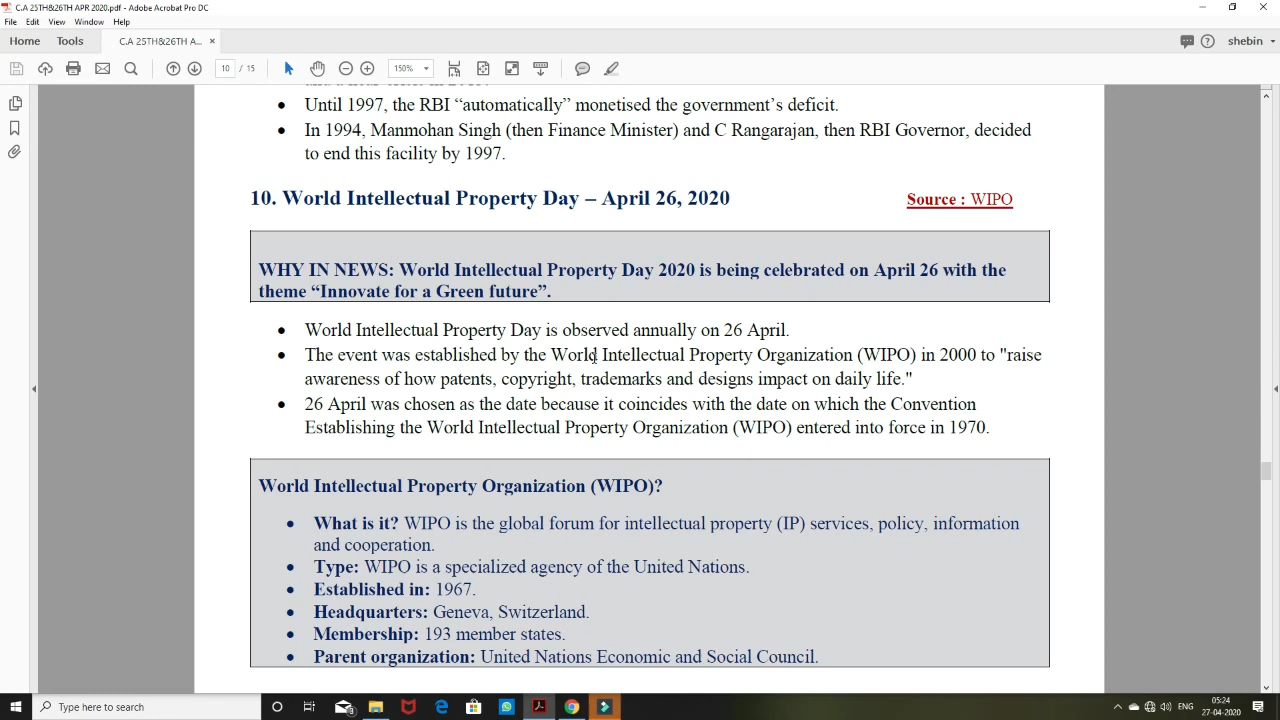 C.A 25TH&26TH APR 2020.pdf - Adobe Acrobat Pro DC
File Edit View Window Help
Home Tools C.A 25TH&26TH A... × shebin
10 / 15 150%
• Until 1997, the RBI “automatically” monetised the government’s deficit.
• In 1994, Manmohan Singh (then Finance Minister) and C Rangarajan, then RBI Governor, decided
to end this facility by 1997.
10. World Intellectual Property Day – April 26, 2020 Source : WIPO
WHY IN NEWS: World Intellectual Property Day 2020 is being celebrated on April 26 with the
theme “Innovate for a Green future”.
• World Intellectual Property Day is observed annually on 26 April.
• The event was established by the World Intellectual Property Organization (WIPO) in 2000 to "raise
awareness of how patents, copyright, trademarks and designs impact on daily life."
• 26 April was chosen as the date because it coincides with the date on which the Convention
Establishing the World Intellectual Property Organization (WIPO) entered into force in 1970.
World Intellectual Property Organization (WIPO)?
• What is it? WIPO is the global forum for intellectual property (IP) services, policy, information
and cooperation.
• Type: WIPO is a specialized agency of the United Nations.
• Established in: 1967.
• Headquarters: Geneva, Switzerland.
• Membership: 193 member states.
• Parent organization: United Nations Economic and Social Council.
Type here to search
ENG
05:24
27-04-2020